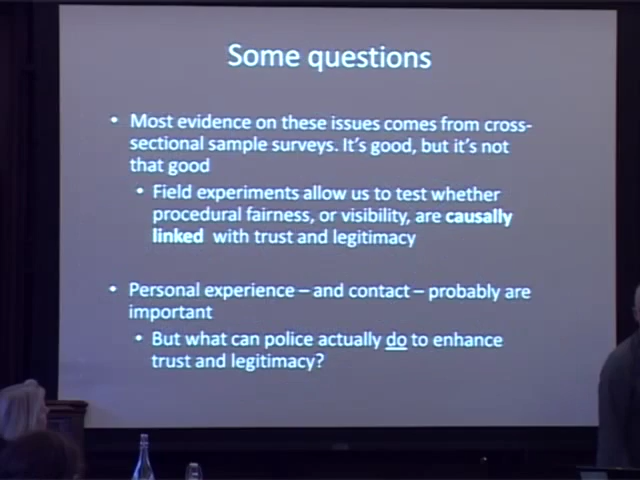 Some questions
• Most evidence on these issues comes from cross-
sectional sample surveys. It's good, but it's not
that good
• Field experiments allow us to test whether
procedural fairness, or visibility, are causally
linked with trust and legitimacy
• Personal experience – and contact – probably are
important
• But what can police actually do to enhance
trust and legitimacy?